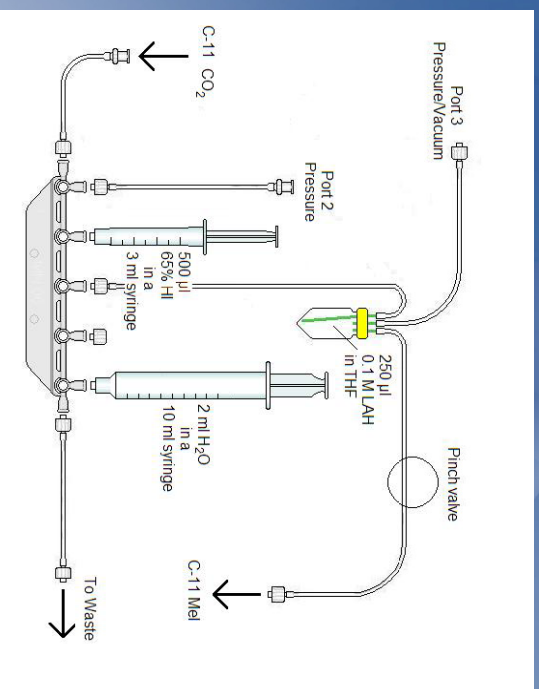 C-11 CO2
Port 3
Pressure/Vacuum
Port 2
Pressure
500 µl
65% HI
in a
3 ml syringe
250 µl
0.1 M LAH
in THF
2 ml H2O
in a
10 ml syringe
Pinch valve
C-11 MeI
To Waste